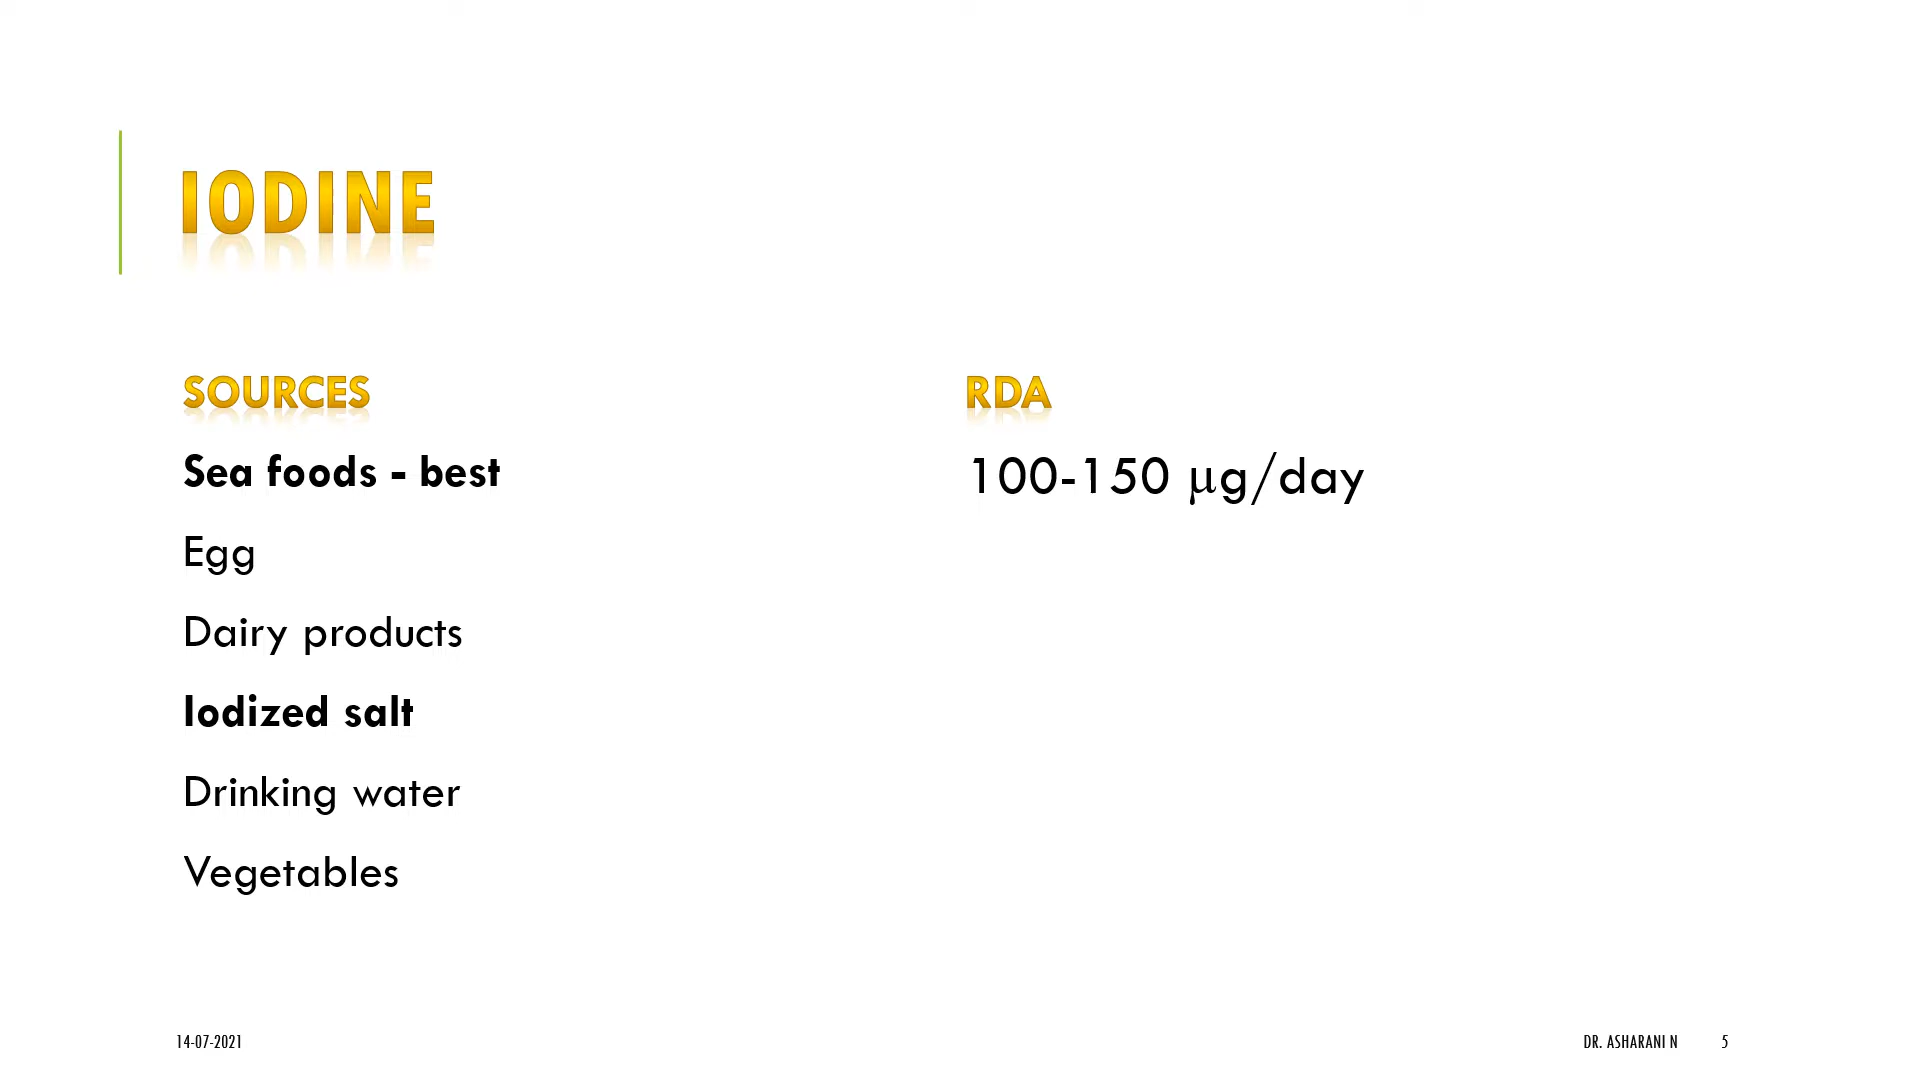 IODINE
SOURCES
Sea foods - best
Egg
Dairy products
Iodized salt
Drinking water
Vegetables
RDA
100-150 µg/day
14-07-2021
DR. ASHARANI N
5